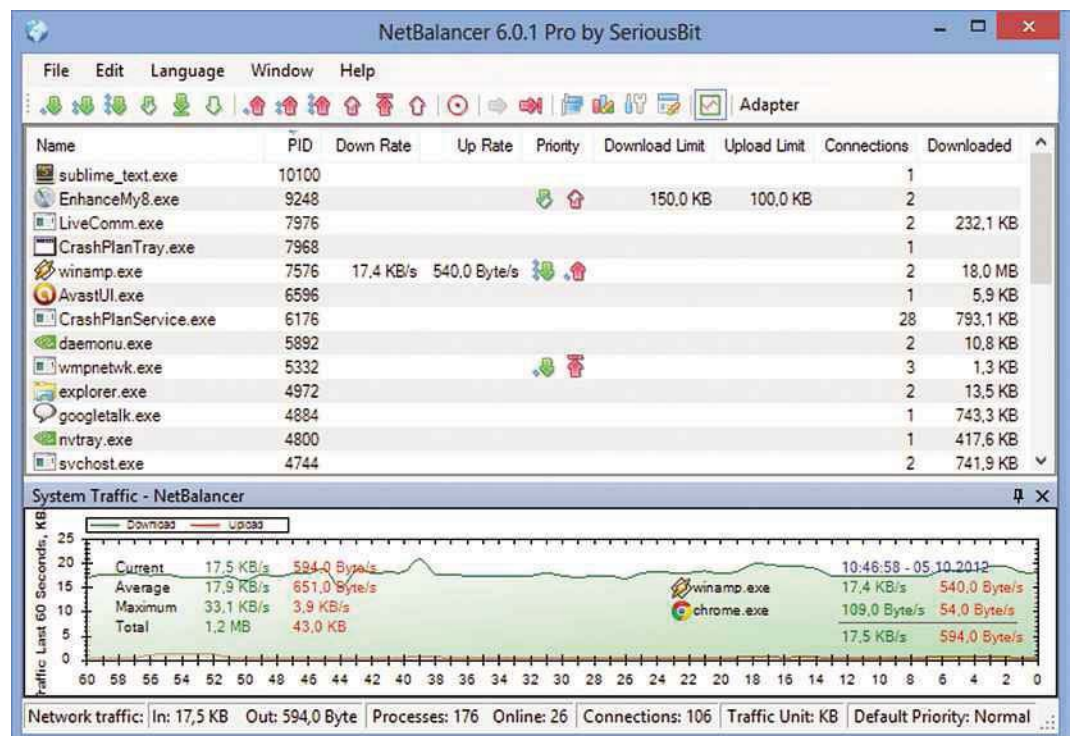 NetBalancer 6.0.1 Pro by SeriousBit
File Edit Language Window Help
Adapter
Name PID Down Rate Up Rate Priority Download Limit Upload Limit Connections Downloaded
sublime_text.exe 10100 1
EnhanceMy8.exe 9248 150,0 KB 100,0 KB 2
LiveComm.exe 7976 2 232,1 KB
CrashPlanTray.exe 7968 1
winamp.exe 7576 17,4 KB/s 540,0 Byte/s 2 18,0 MB
AvastUI.exe 6596 1 5,9 KB
CrashPlanService.exe 6176 28 793,1 KB
daemonu.exe 5892 2 10,8 KB
wmpnetwk.exe 5332 3 1,3 KB
explorer.exe 4972 2 13,5 KB
googletalk.exe 4884 1 743,3 KB
nvtray.exe 4800 1 417,6 KB
svchost.exe 4744 2 741,9 KB
System Traffic - NetBalancer
Traffic Last 60 Seconds, KB
Download Upload
25
20
15
10
5
0
Current 17,5 KB/s 594,0 Byte/s
Average 17,9 KB/s 651,0 Byte/s
Maximum 33,1 KB/s 3,9 KB/s
Total 1,2 MB 43,0 KB
10:46:58 - 05.10.2012
winamp.exe 17,4 KB/s 540,0 Byte/s
chrome.exe 109,0 Byte/s 54,0 Byte/s
17,5 KB/s 594,0 Byte/s
60 58 56 54 52 50 48 46 44 42 40 38 36 34 32 30 28 26 24 22 20 18 16 14 12 10 8 6 4 2 0
Network traffic: In: 17,5 KB Out: 594,0 Byte Processes: 176 Online: 26 Connections: 106 Traffic Unit: KB Default Priority: Normal